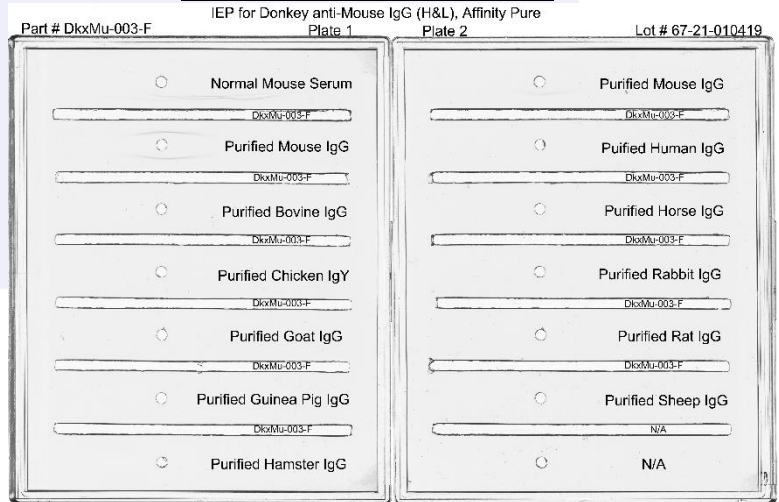 IEP for Donkey anti-Mouse IgG (H&L), Affinity Pure
Part # DkxMu-003-F
Plate 1
Plate 2
Lot # 67-21-010419
Normal Mouse Serum
DkxMu-003-F
Purified Mouse IgG
DkxMu-003-F
Purified Bovine IgG
DkxMu-003-F
Purified Chicken IgY
DkxMu-003-F
Purified Goat IgG
DkxMu-003-F
Purified Guinea Pig IgG
DkxMu-003-F
Purified Hamster IgG
Purified Mouse IgG
DkxMu-003-F
Puified Human IgG
DkxMu-003-F
Purified Horse IgG
DkxMu-003-F
Purified Rabbit IgG
DkxMu-003-F
Purified Rat IgG
DkxMu-003-F
Purified Sheep IgG
N/A
N/A